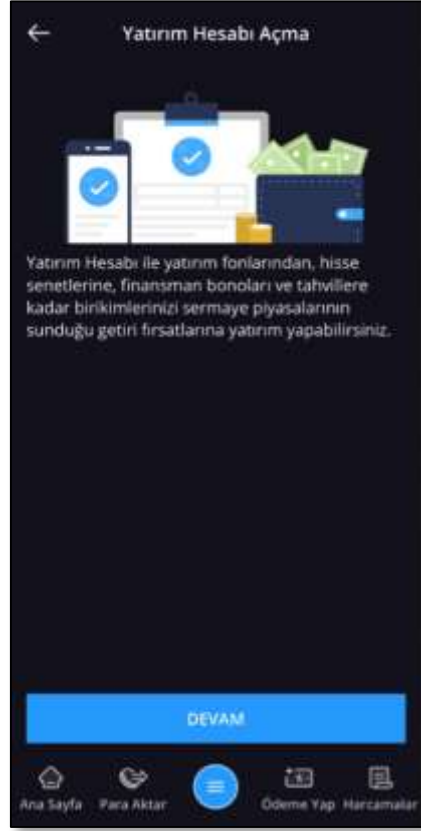 Yatırım Hesabı Açma
Yatırım Hesabı ile yatırım fonlarından, hisse
senetlerine, finansman bonoları ve tahvillere
kadar birikimlerinizi sermaye piyasalarının
sunduğu getiri fırsatlarına yatırım yapabilirsiniz.
DEVAM
Ana Sayfa Para Aktar Ödeme Yap Harcamalar